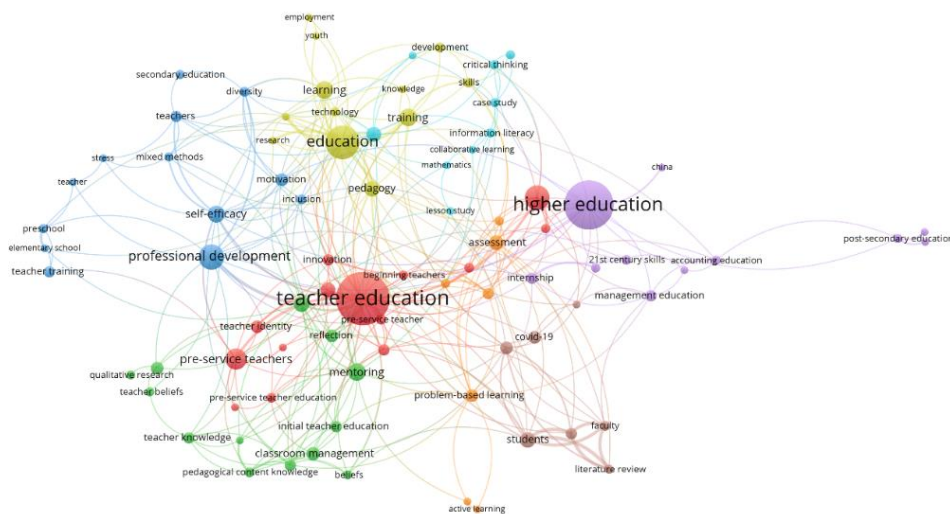 employment
youth
development
critical thinking
secondary education
diversity
learning
knowledge
skills
case study
teachers
technology
training
information literacy
research
education
collaborative learning
stress
mixed methods
mathematics
china
teacher
motivation
pedagogy
inclusion
higher education
self-efficacy
lesson study
preschool
assessment
post-secondary education
elementary school
professional development
innovation
21st century skills
accounting education
teacher training
beginning teachers
internship
teacher education
management education
pre-service teacher
teacher identity
reflection
covid-19
pre-service teachers
mentoring
qualitative research
teacher beliefs
pre-service teacher education
problem-based learning
initial teacher education
faculty
teacher knowledge
students
classroom management
pedagogical content knowledge
beliefs
literature review
active learning